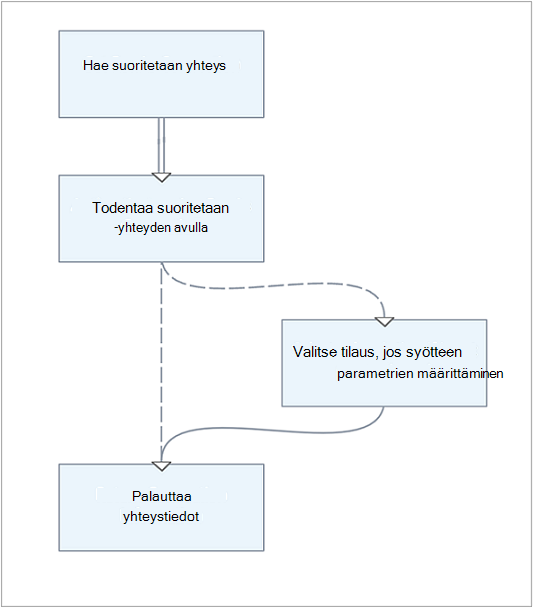 Hae suoritetaan yhteys
Todentaa suoritetaan
-yhteyden avulla
Valitse tilaus, jos syötteen
parametrien määrittäminen
Palauttaa
yhteystiedot